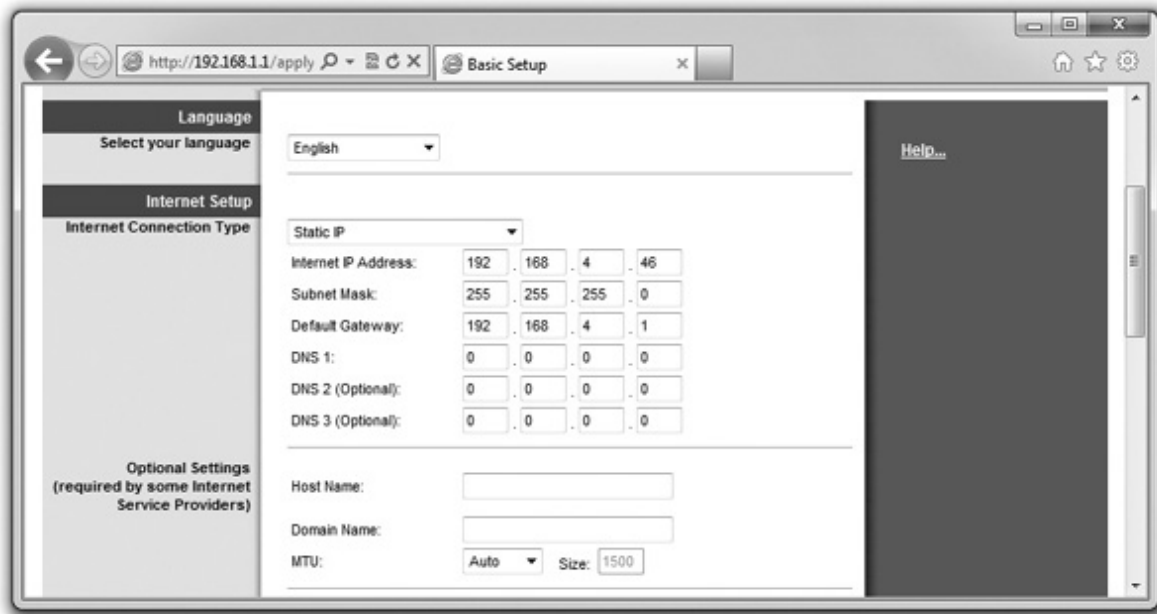 http://192.168.1.1/apply
Basic Setup
Language
Select your language
English
Help...
Internet Setup
Internet Connection Type
Static IP
Internet IP Address: 192 . 168 . 4 . 46
Subnet Mask: 255 . 255 . 255 . 0
Default Gateway: 192 . 168 . 4 . 1
DNS 1: 0 . 0 . 0 . 0
DNS 2 (Optional): 0 . 0 . 0 . 0
DNS 3 (Optional): 0 . 0 . 0 . 0
Optional Settings
(required by some Internet
Service Providers)
Host Name:
Domain Name:
MTU: Auto Size: 1500